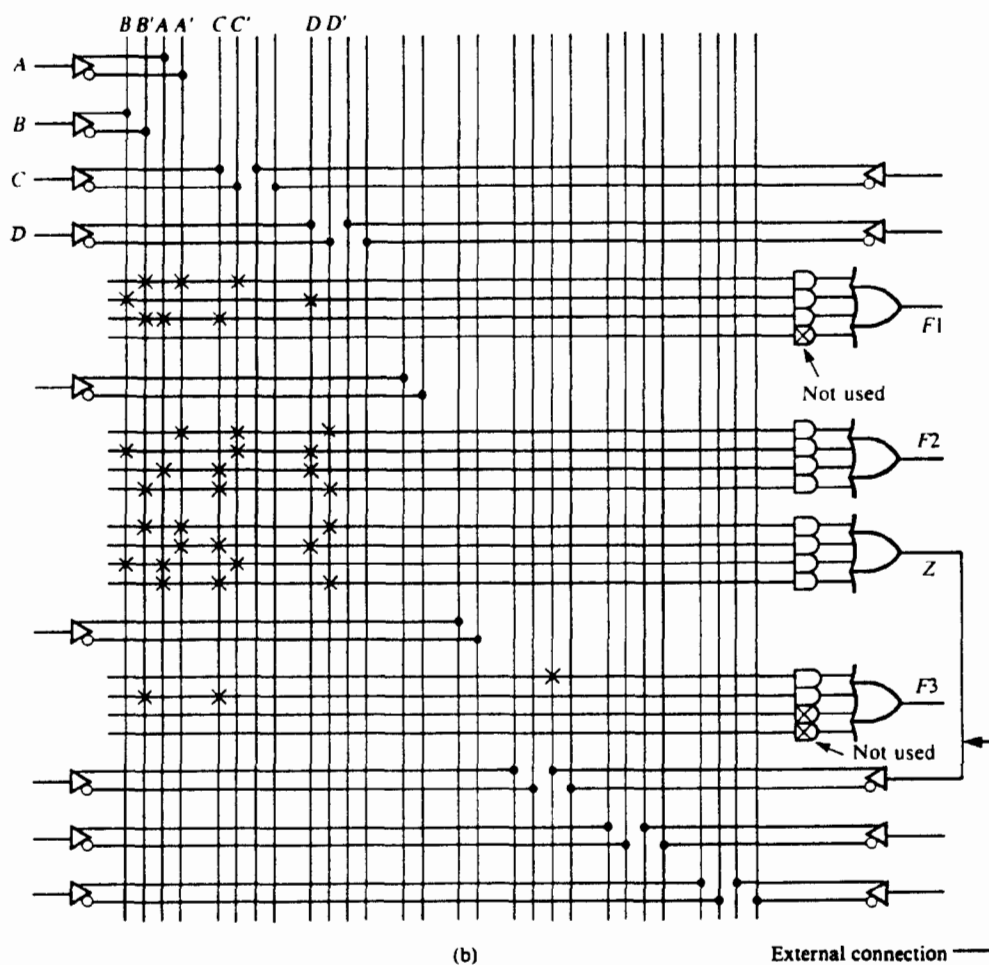 B B' A A' C C' D D'
A
B
C
D
F1
Not used
F2
Z
F3
Not used
(b)
External connection